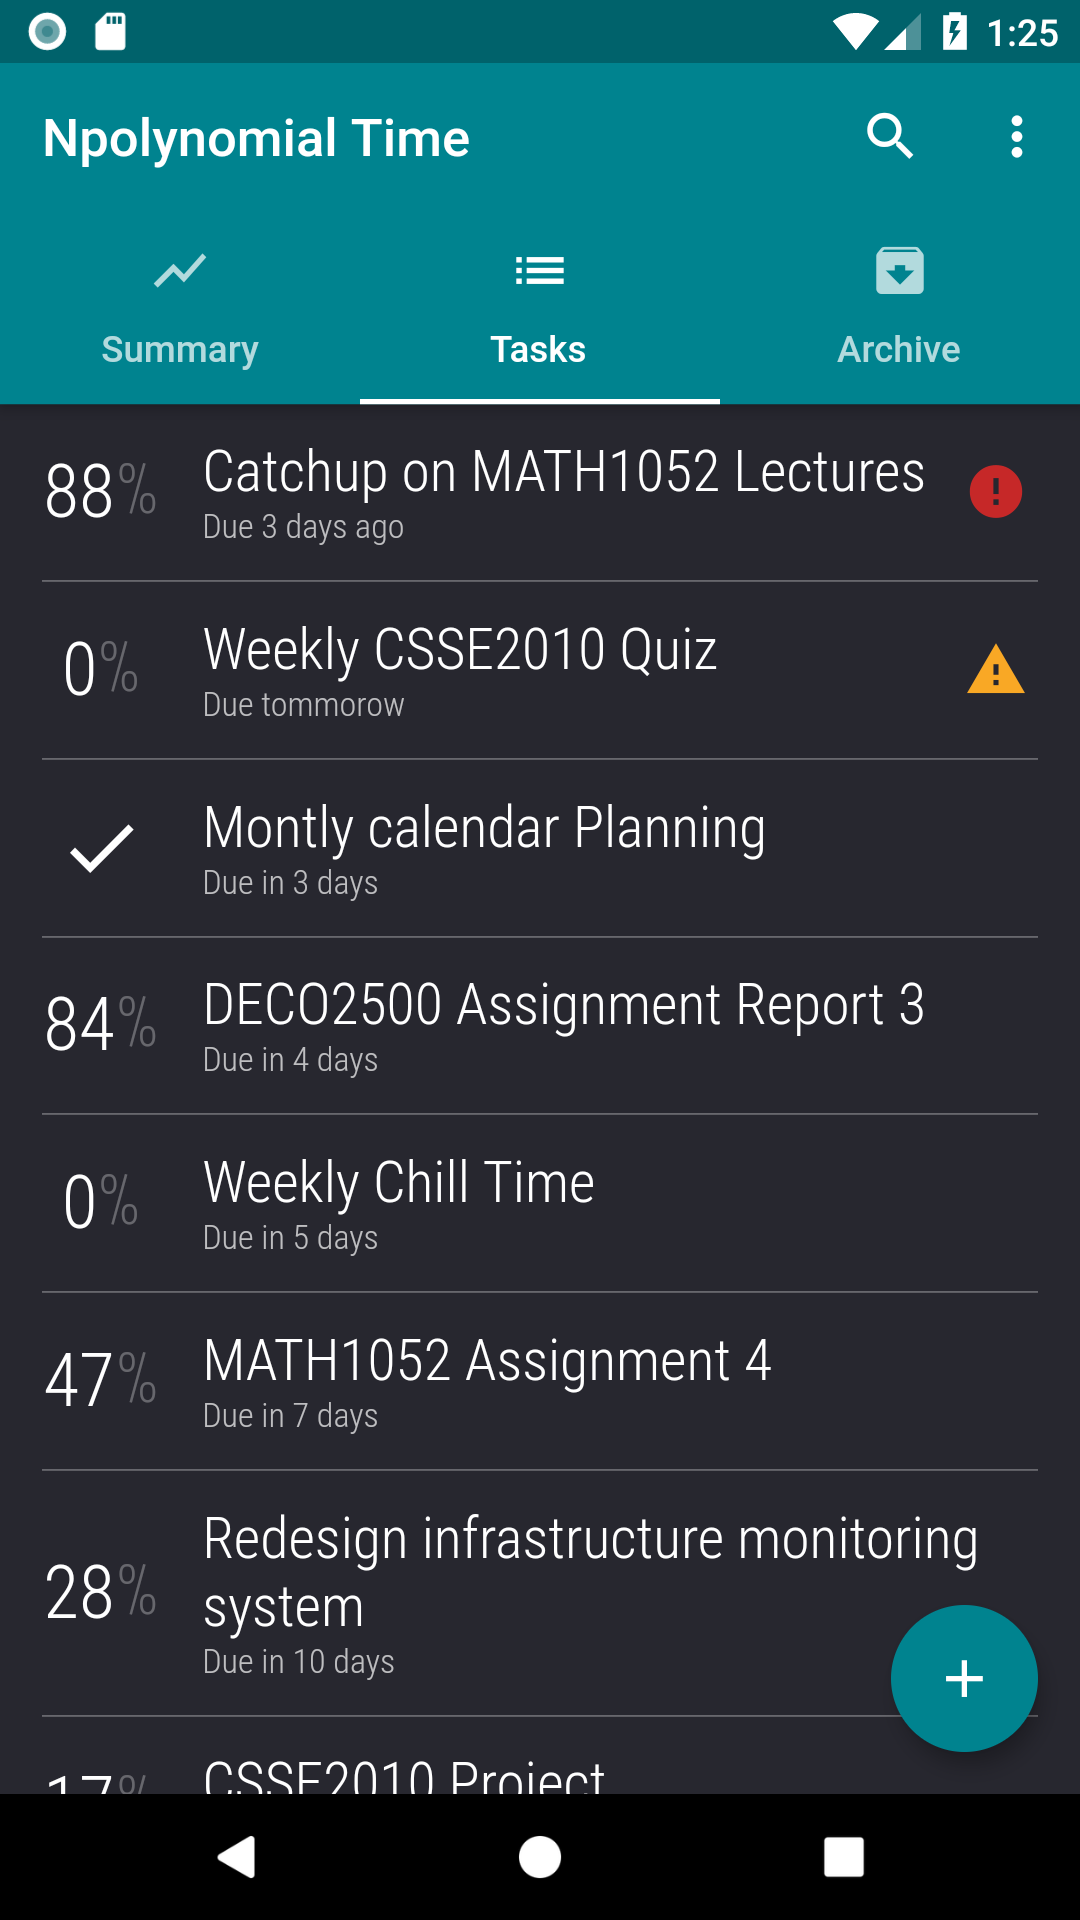 1:25
Npolynomial Time
Summary
Tasks
Archive
88%
Catchup on MATH1052 Lectures
Due 3 days ago
0%
Weekly CSSE2010 Quiz
Due tommorow
Montly calendar Planning
Due in 3 days
84%
DECO2500 Assignment Report 3
Due in 4 days
0%
Weekly Chill Time
Due in 5 days
47%
MATH1052 Assignment 4
Due in 7 days
28%
Redesign infrastructure monitoring
system
Due in 10 days
17%
CSSE2010 Project